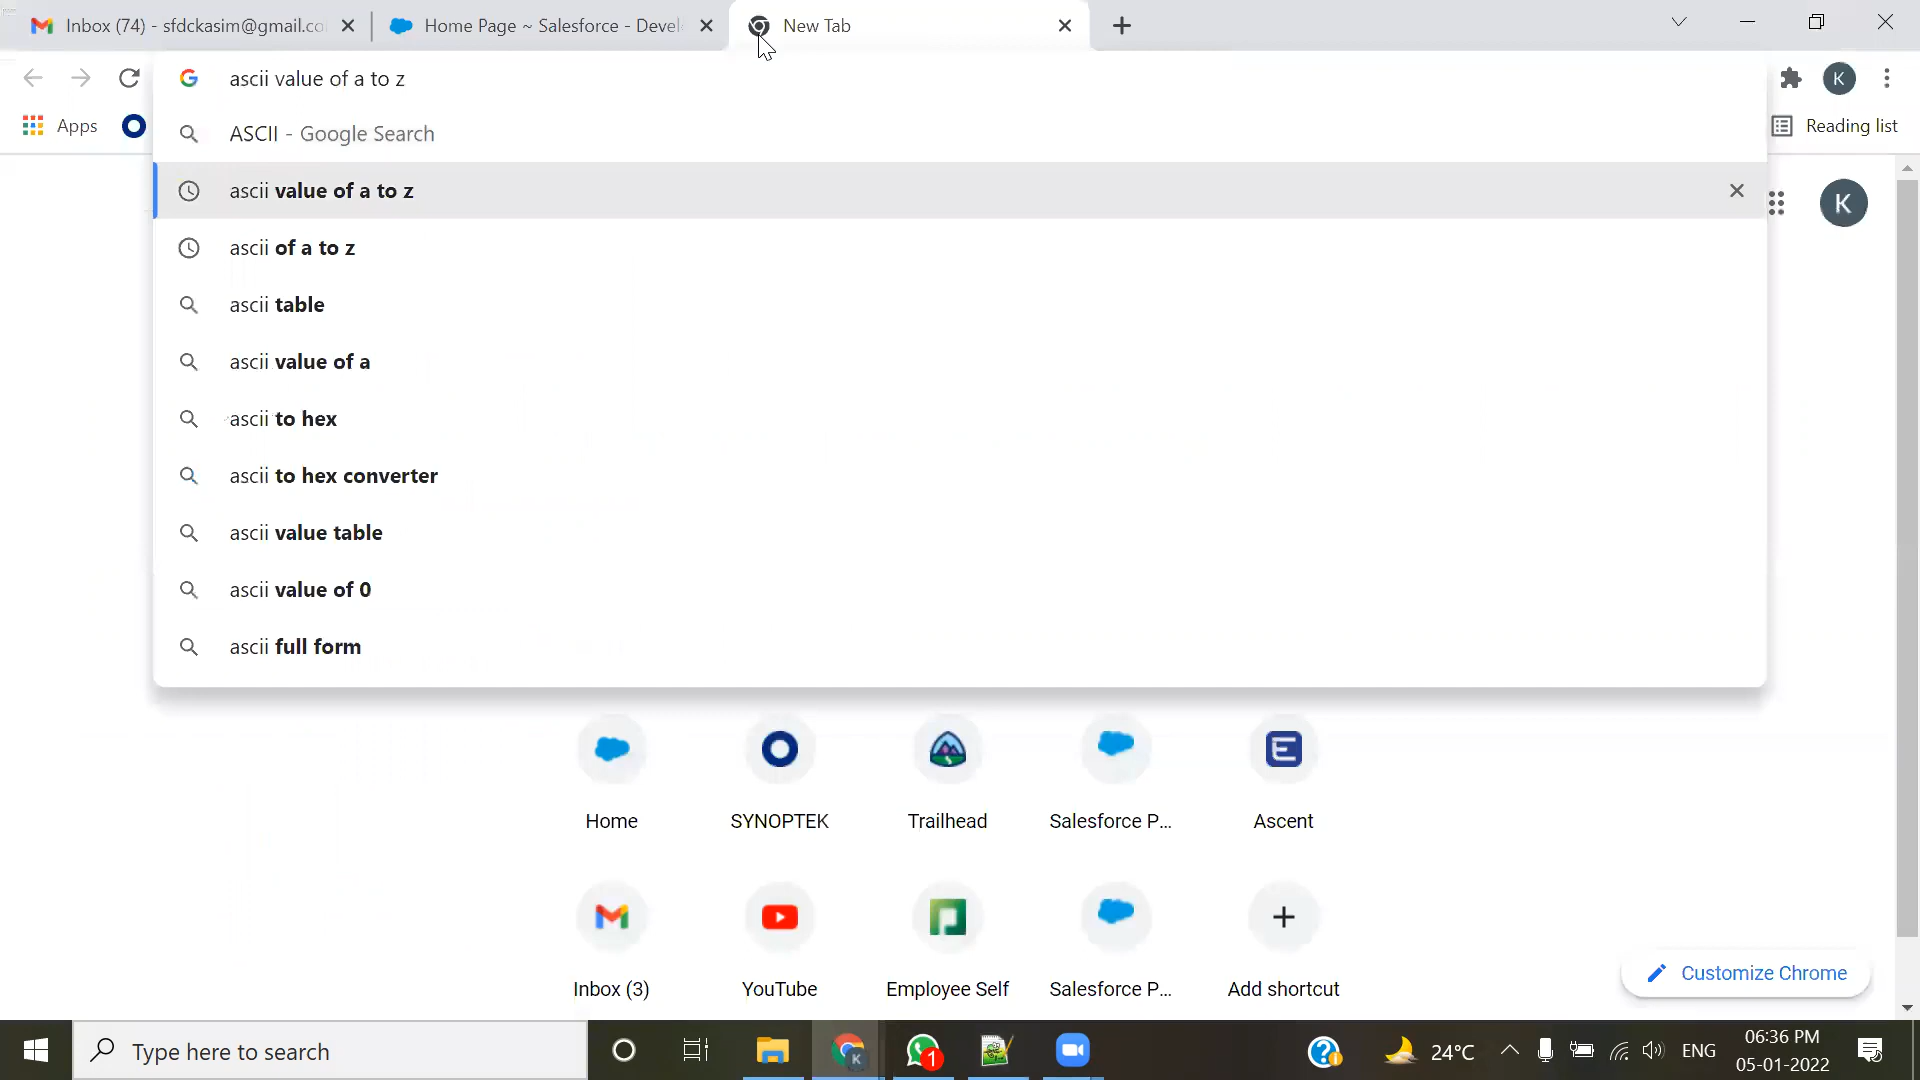 Inbox (74) - sfdckasim@gmail.co
Home Page ~ Salesforce - Devel
New Tab
ascii value of a to z
K
Apps
ASCII - Google Search
Reading list
ascii value of a to z
K
ascii of a to z
ascii table
ascii value of a
ascii to hex
ascii to hex converter
ascii value table
ascii value of 0
ascii full form
Home
SYNOPTEK
Trailhead
Salesforce P...
Ascent
Inbox (3)
YouTube
Employee Self
Salesforce P...
Add shortcut
Customize Chrome
Type here to search
K
1
24°C
ENG
06:36 PM
05-01-2022